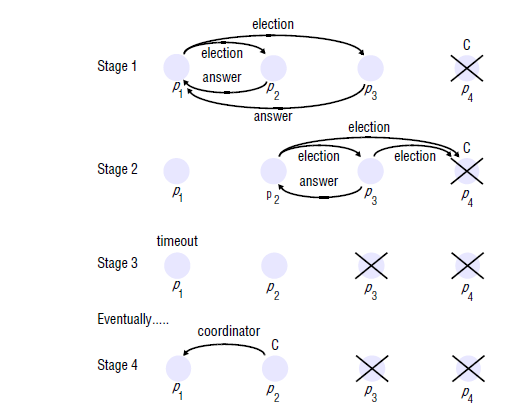 election
C
election
Stage 1
answer
p1
p2
p3
p4
answer
election
C
election
election
Stage 2
answer
p1
p2
p3
p4
timeout
Stage 3
p1
p2
p3
p4
Eventually.....
coordinator
C
Stage 4
p1
p2
p3
p4